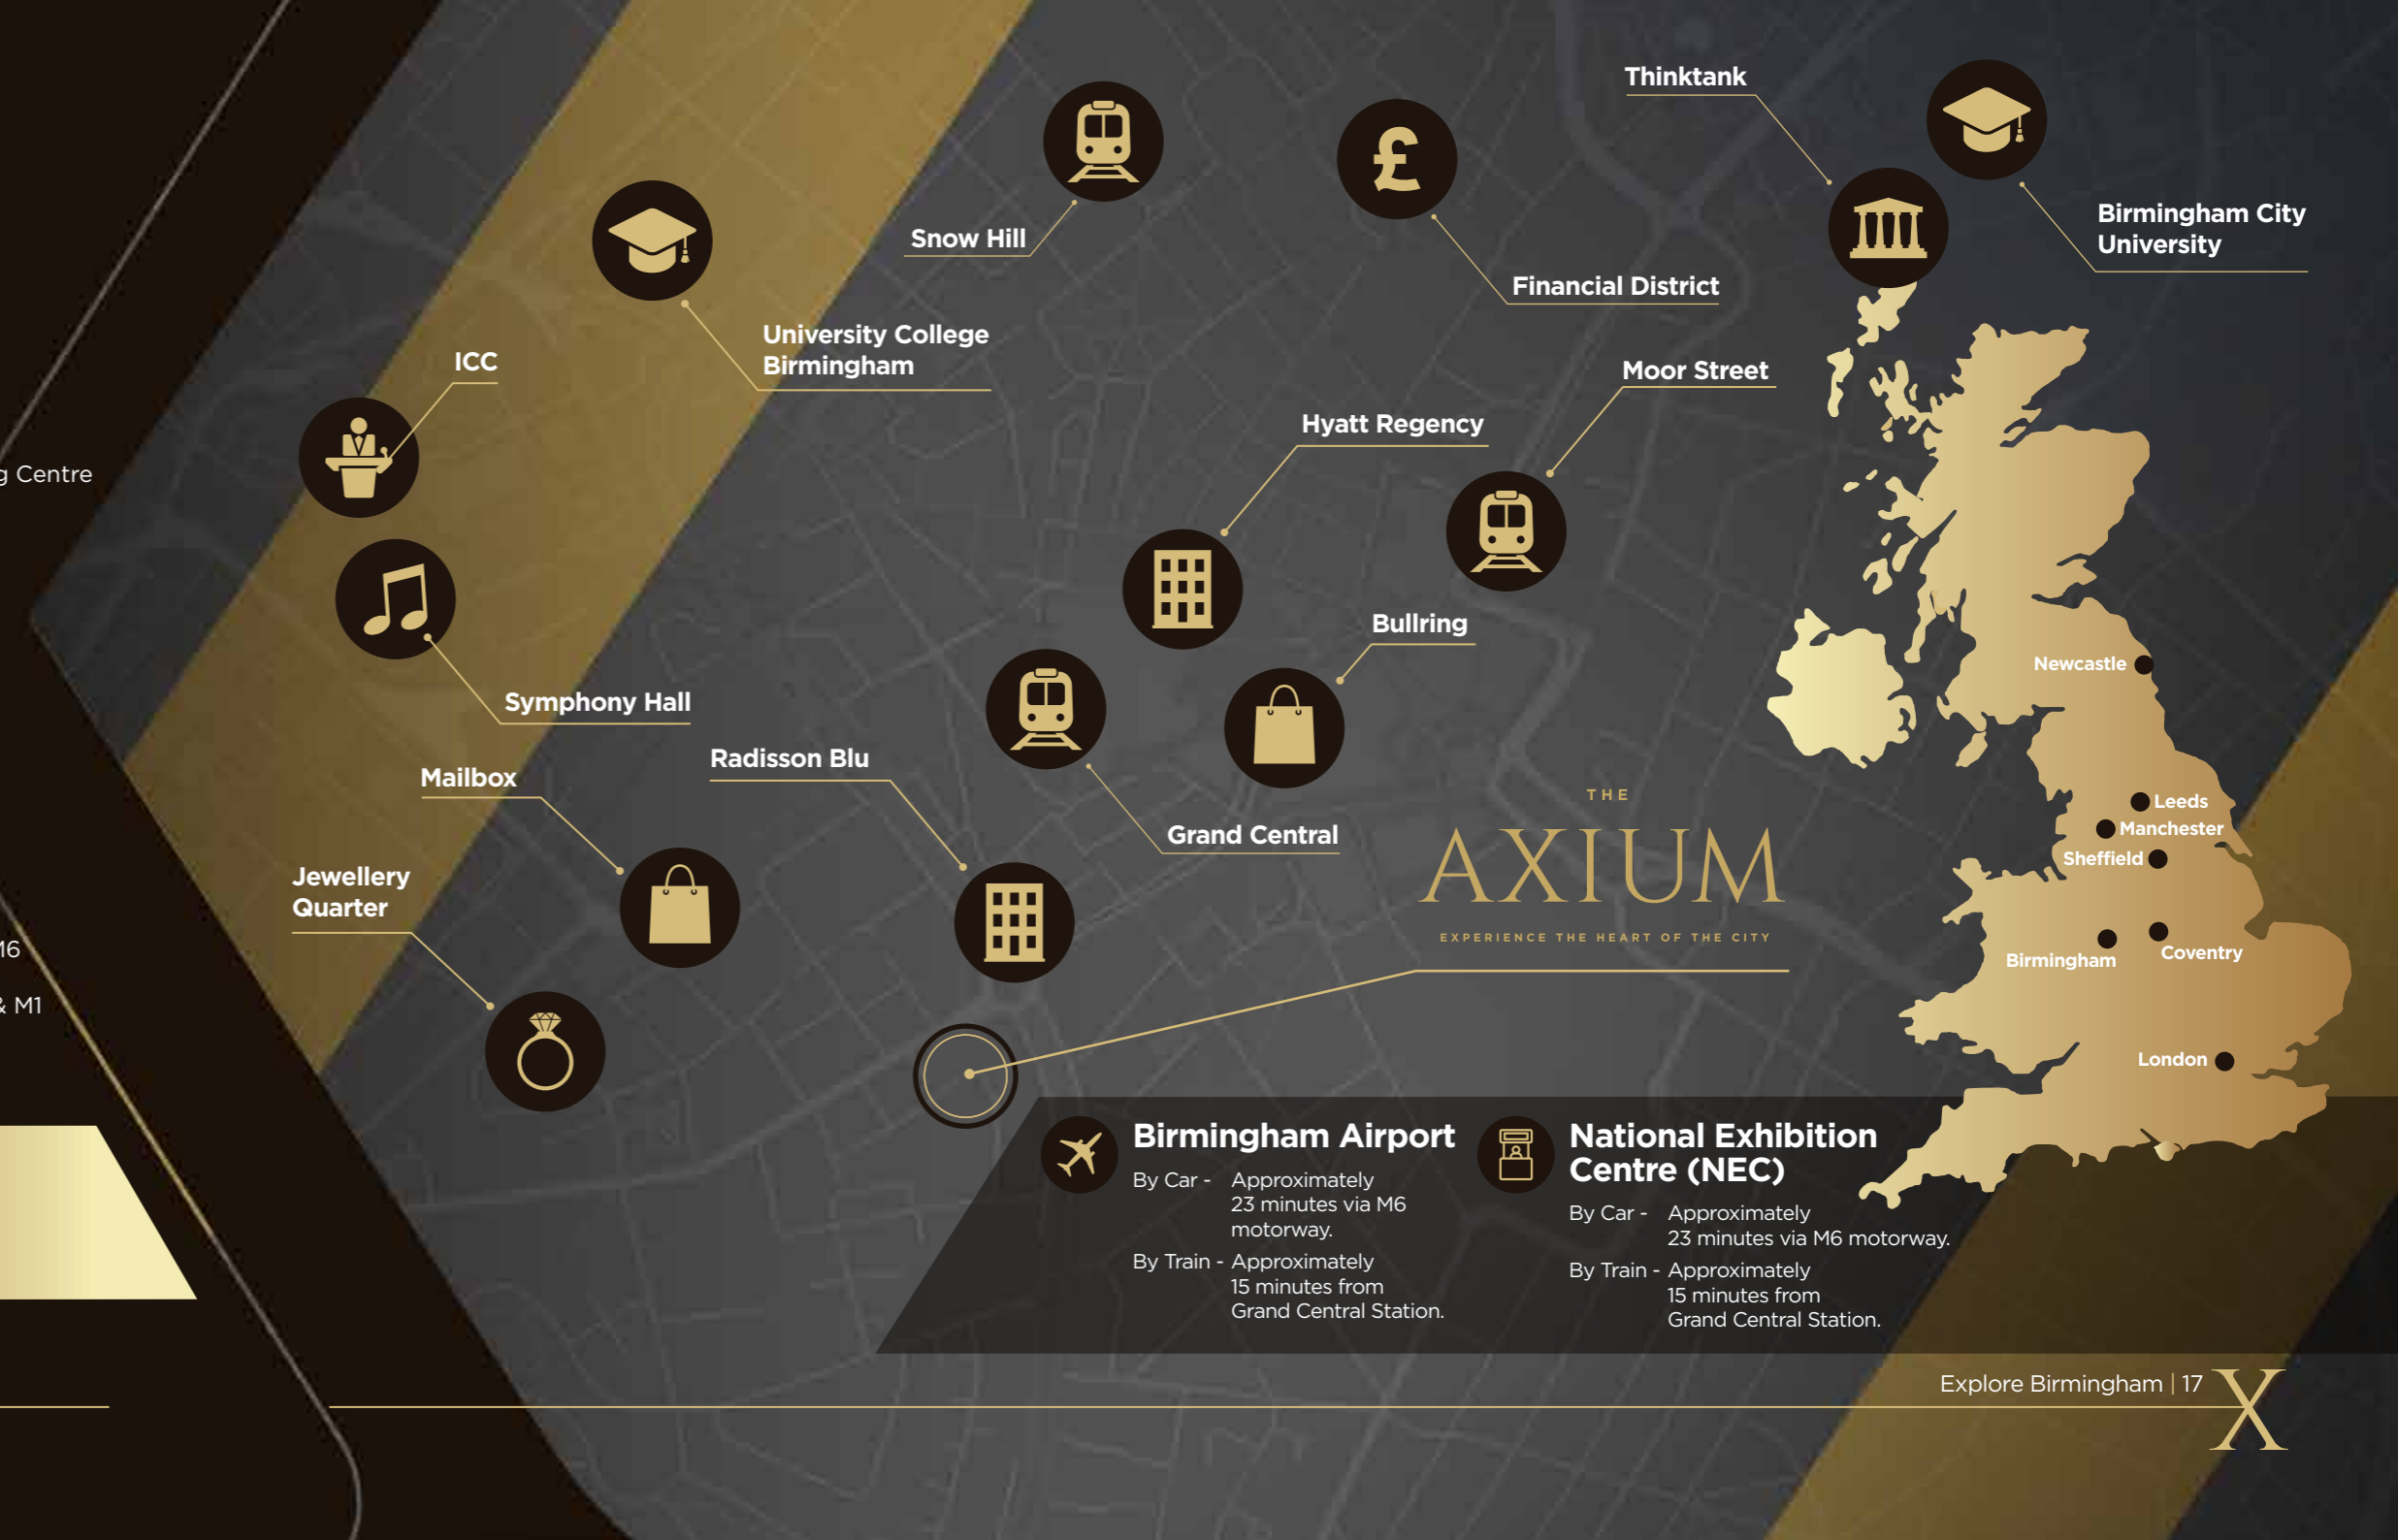 Thinktank
Birmingham City
University
Snow Hill
£
Financial District
University College
Birmingham
ICC
Moor Street
Hyatt Regency
g Centre
Bullring
Symphony Hall
Radisson Blu
Mailbox
Grand Central
Jewellery
Quarter
THE
AXIUM
EXPERIENCE THE HEART OF THE CITY
Newcastle
Leeds
Manchester
Sheffield
Birmingham
Coventry
London
& M1
Birmingham Airport
By Car - Approximately
23 minutes via M6
motorway.
By Train - Approximately
15 minutes from
Grand Central Station.
National Exhibition
Centre (NEC)
By Car - Approximately
23 minutes via M6 motorway.
By Train - Approximately
15 minutes from
Grand Central Station.
Explore Birmingham | 17
X